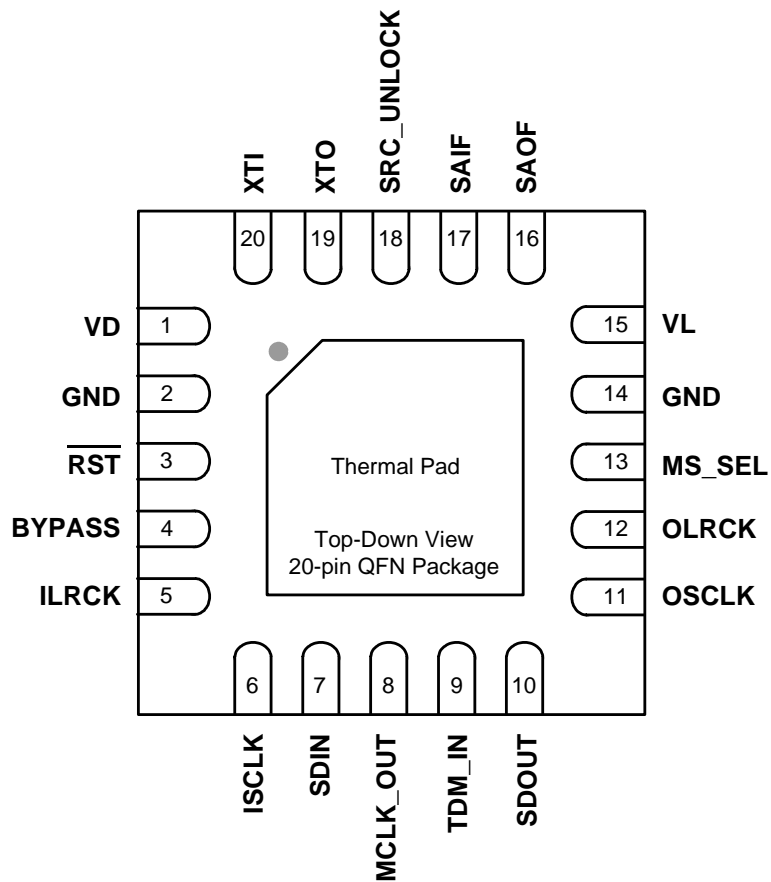 XTI
XTO
SRC_UNLOCK
SAIF
SAOF
20
19
18
17
16
VD
1
15
VL
GND
2
14
GND
RST
3
13
MS_SEL
BYPASS
4
12
OLRCK
ILRCK
5
11
OSCLK
Thermal Pad
Top-Down View
20-pin QFN Package
6
7
8
9
10
ISCLK
SDIN
MCLK_OUT
TDM_IN
SDOUT